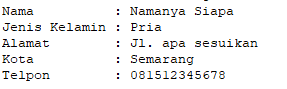 Nama          : Namanya Siapa
Jenis Kelamin : Pria
Alamat        : Jl. apa sesuikan
Kota          : Semarang
Telpon        : 081512345678